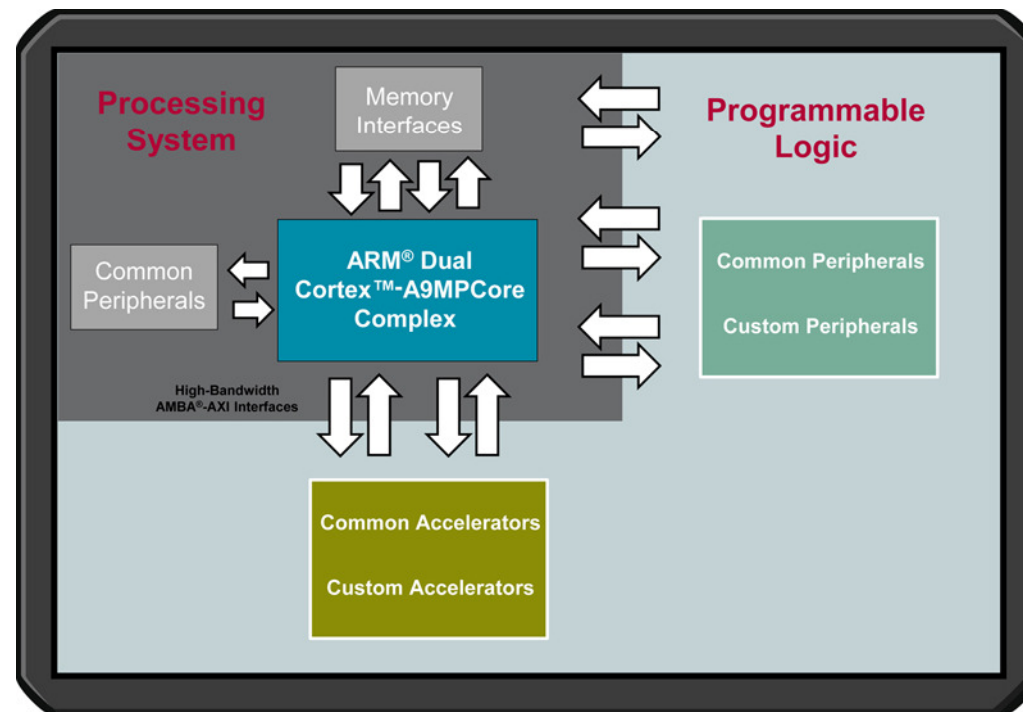 Processing
System
Memory
Interfaces
Programmable
Logic
Common
Peripherals
ARM® Dual
Cortex™-A9MPCore
Complex
Common Peripherals
Custom Peripherals
High-Bandwidth
AMBA®-AXI Interfaces
Common Accelerators
Custom Accelerators